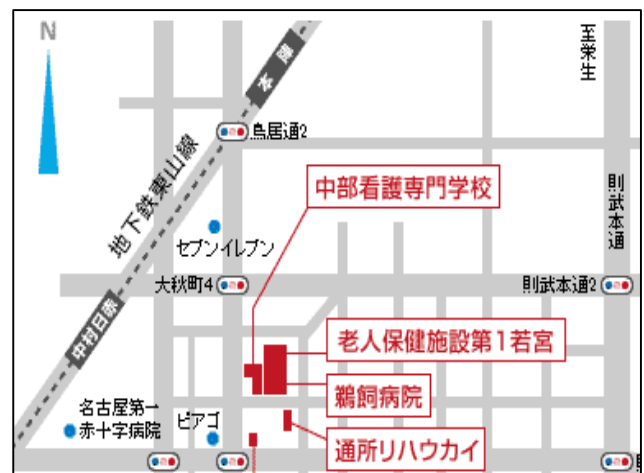 N
至栄生
本陣
鳥居通2
地下鉄東山線
中部看護専門学校
則武本通
セブンイレブン
大秋町4
則武本通2
中村日赤
老人保健施設第1若宮
鵜飼病院
名古屋第一
赤十字病院
ピアゴ
通所リハウカイ